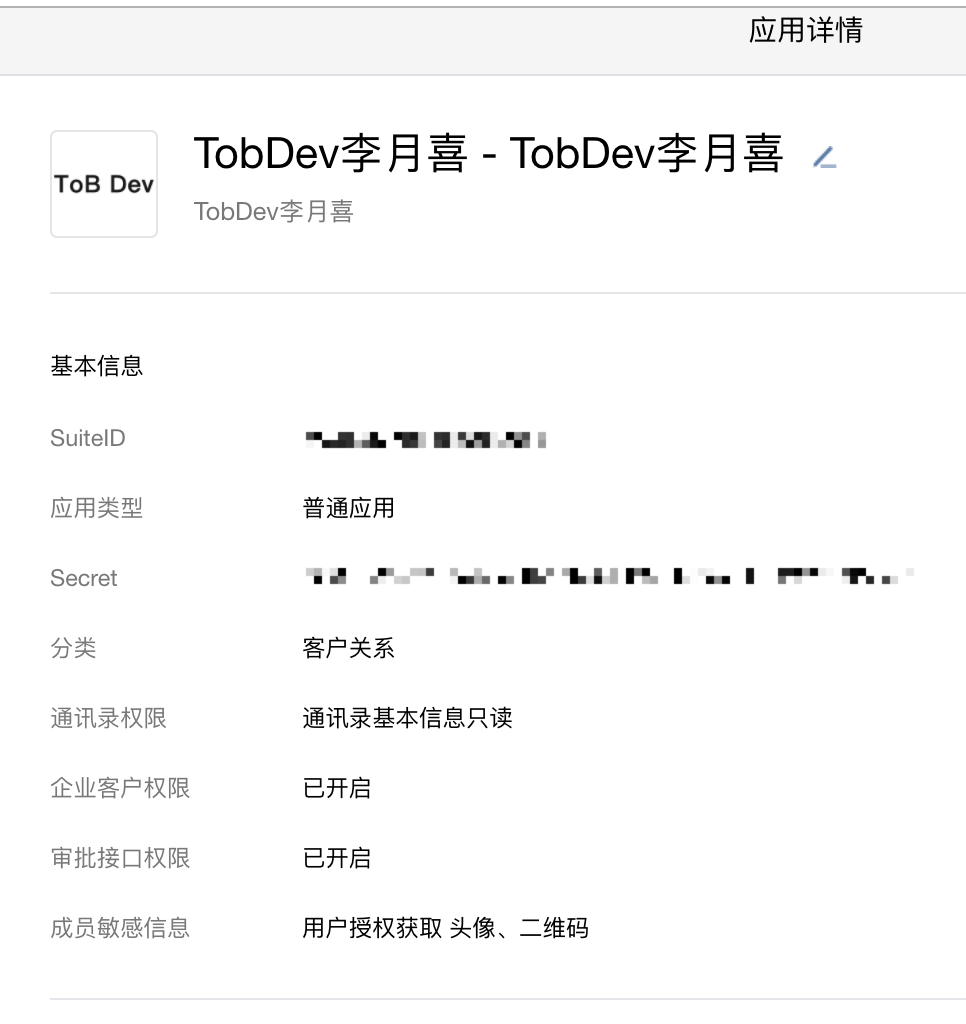 应用详情
ToB Dev
TobDev李月喜 - TobDev李月喜
TobDev李月喜
基本信息
SuiteID
应用类型 普通应用
Secret
分类 客户关系
通讯录权限 通讯录基本信息只读
企业客户权限 已开启
审批接口权限 已开启
成员敏感信息 用户授权获取 头像、二维码